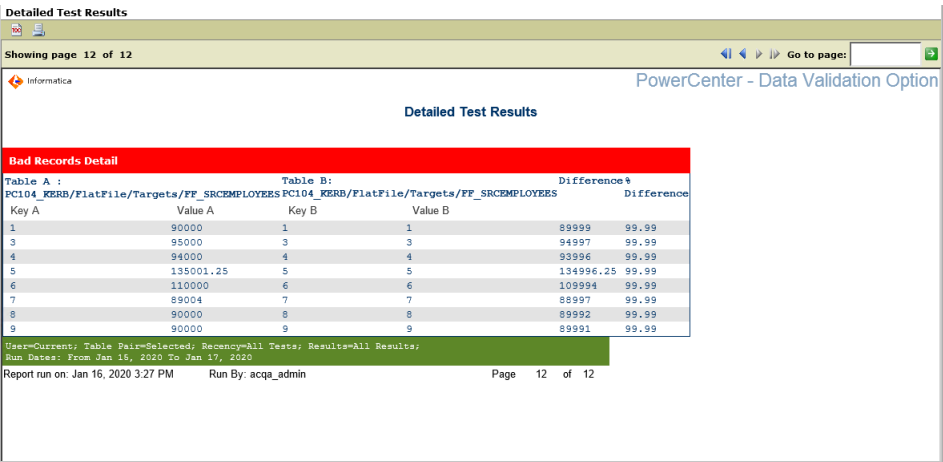 Detailed Test Results
Showing page 12 of 12 Go to page:
Informatica PowerCenter - Data Validation Option
Detailed Test Results
Bad Records Detail
Table A : Table B: Difference % 
PC104_KERB/FlatFile/Targets/FF_SRCEMPLOYEES PC104_KERB/FlatFile/Targets/FF_SRCEMPLOYEES Difference
Key A Value A Key B Value B
1 90000 1 1 89999 99.99
3 95000 3 3 94997 99.99
4 94000 4 4 93996 99.99
5 135001.25 5 5 134996.25 99.99
6 110000 6 6 109994 99.99
7 89004 7 7 88997 99.99
8 90000 8 8 89992 99.99
9 90000 9 9 89991 99.99
User=Current; Table Pair=Selected; Recency=All Tests; Results=All Results;
Run Dates: From Jan 15, 2020 To Jan 17, 2020
Report run on: Jan 16, 2020 3:27 PM Run By: acqa_admin Page 12 of 12